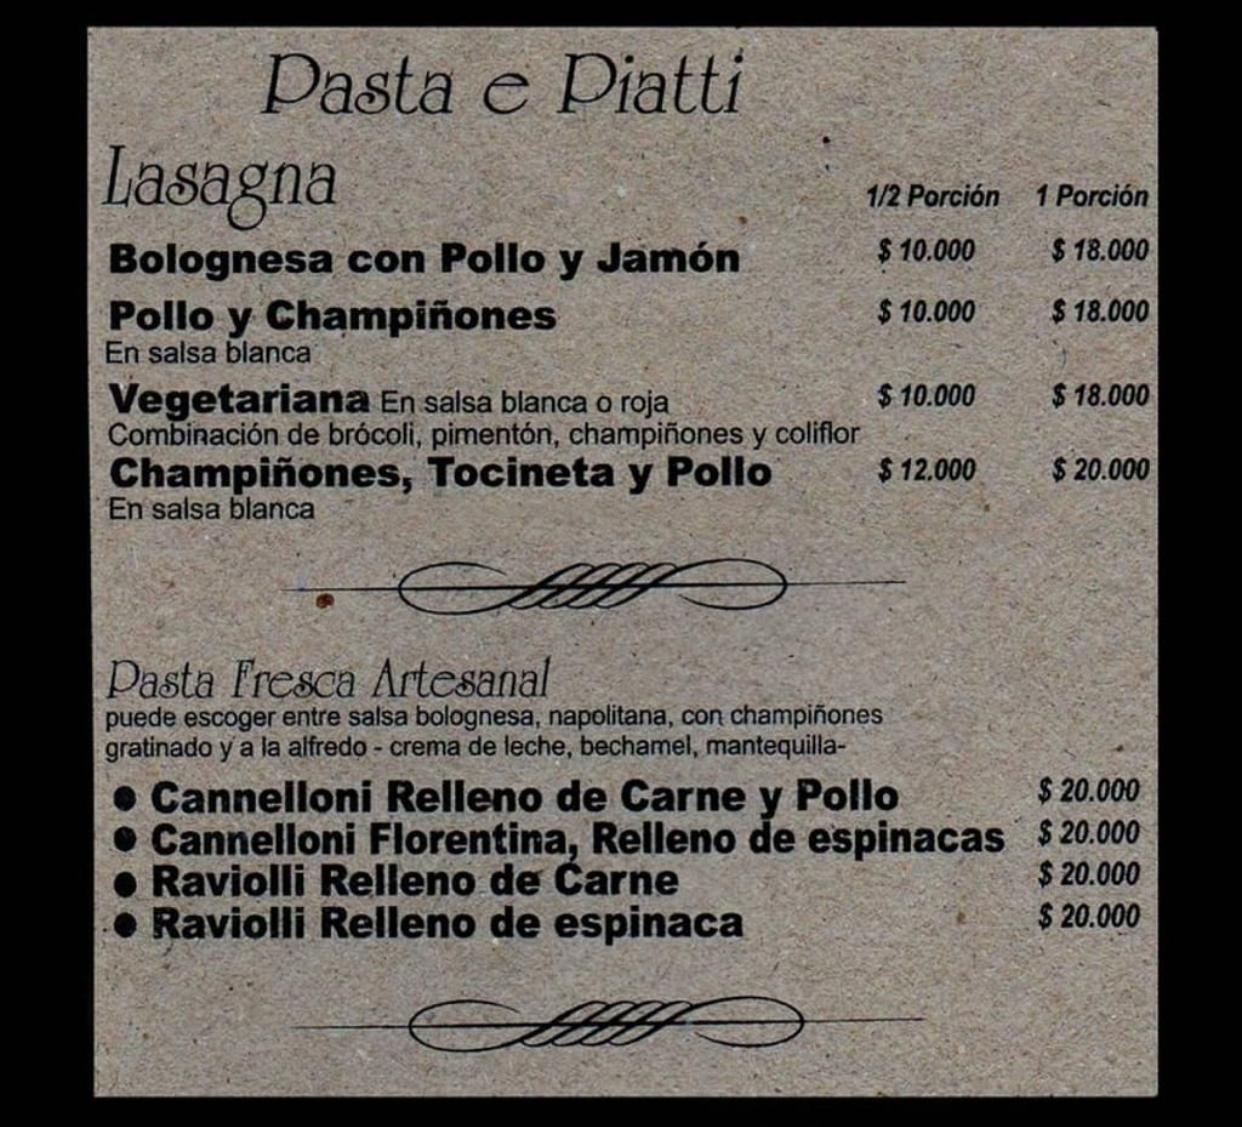 Pasta e Piatti
Lasagna
1/2 Porción 1 Porción
Bolognesa con Pollo y Jamón $ 10.000 $ 18.000
Pollo y Champiñones $ 10.000 $ 18.000
En salsa blanca
Vegetariana En salsa blanca o roja $ 10.000 $ 18.000
Combinación de brócoli, pimentón, champiñones y coliflor
Champiñones, Tocineta y Pollo $ 12.000 $ 20.000
En salsa blanca
Pasta Fresca Artesanal
puede escoger entre salsa bolognesa, napolitana, con champiñones
gratinado y a la alfredo - crema de leche, bechamel, mantequilla-
● Cannelloni Relleno de Carne y Pollo $ 20.000
● Cannelloni Florentina, Relleno de espinacas $ 20.000
● Raviolli Relleno de Carne $ 20.000
● Raviolli Relleno de espinaca $ 20.000